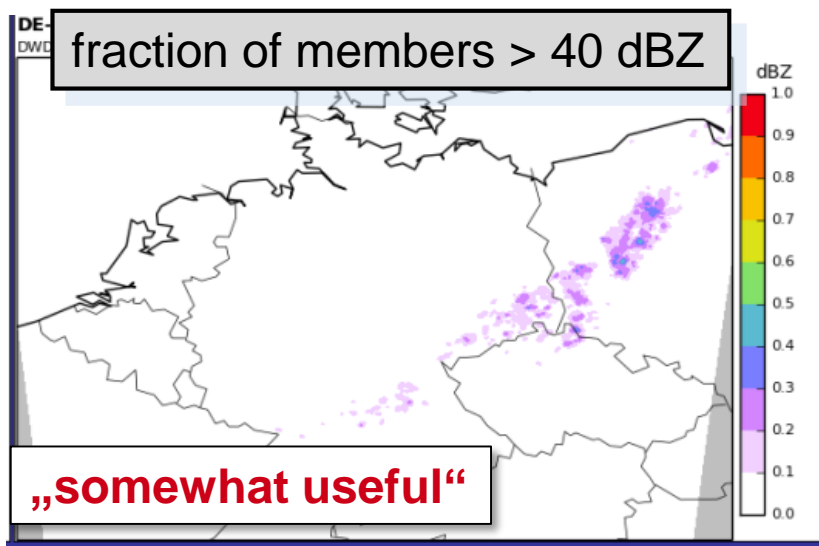 DE-
DWD
fraction of members > 40 dBZ
dBZ
1.0
0.9
0.8
0.7
0.6
0.5
0.4
0.3
0.2
0.1
0.0
„somewhat useful“